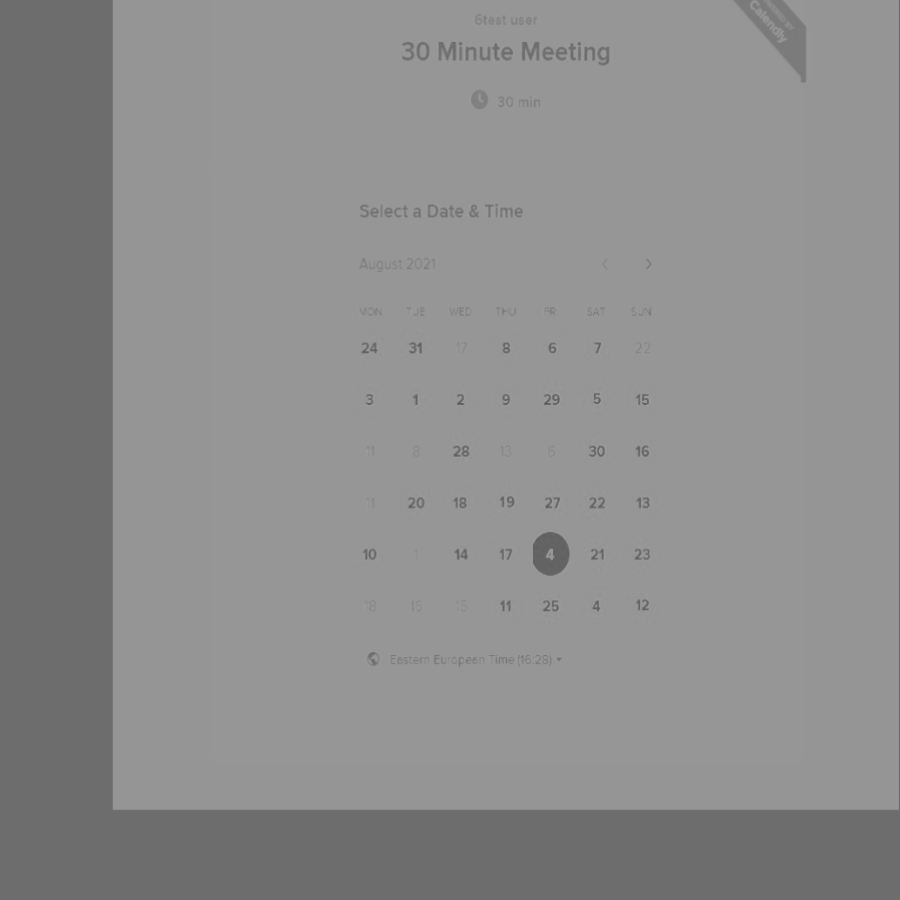 6test user
30 Minute Meeting
30 min
Calendly
Select a Date & Time
August 2021
MON TUE WED THU FR SAT SUN
24 31 17 8 6 7 22
3 1 2 9 29 5 15
11 8 28 13 6 30 16
11 20 18 19 27 22 13
10 1 14 17 4 21 23
18 16 15 11 25 4 12
Eastern European Time (16:28)